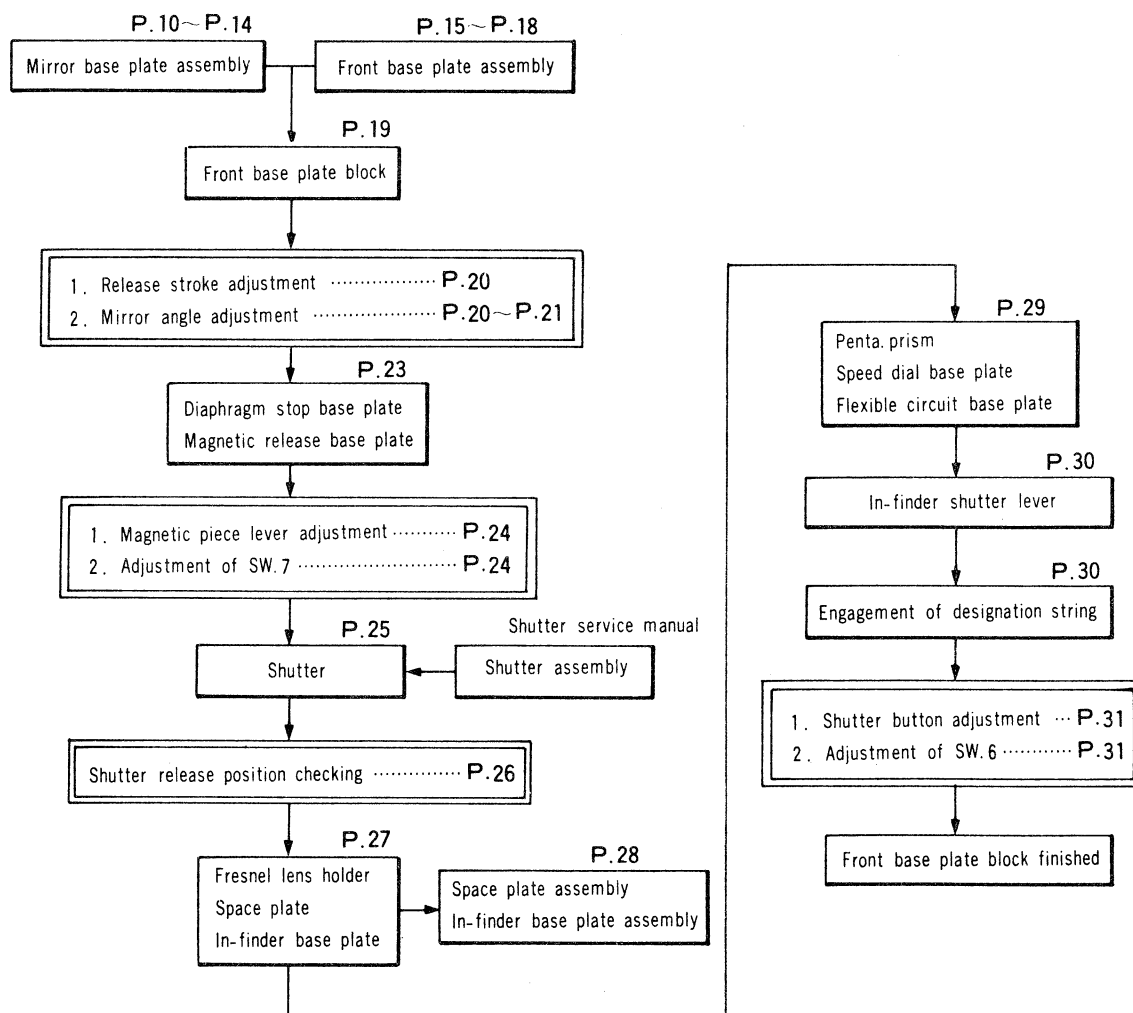 P.10~P.14
Mirror base plate assembly
P.15~P.18
Front base plate assembly
P.19
Front base plate block
1. Release stroke adjustment ·················· P.20
2. Mirror angle adjustment ····················· P.20~P.21
P.23
Diaphragm stop base plate
Magnetic release base plate
1. Magnetic piece lever adjustment ··········· P.24
2. Adjustment of SW.7 ··························· P.24
P.25
Shutter
Shutter service manual
Shutter assembly
Shutter release position checking ··············· P.26
P.27
Fresnel lens holder
Space plate
In-finder base plate
P.28
Space plate assembly
In-finder base plate assembly
P.29
Penta. prism
Speed dial base plate
Flexible circuit base plate
P.30
In-finder shutter lever
P.30
Engagement of designation string
1. Shutter button adjustment ··· P.31
2. Adjustment of SW.6 ············ P.31
Front base plate block finished